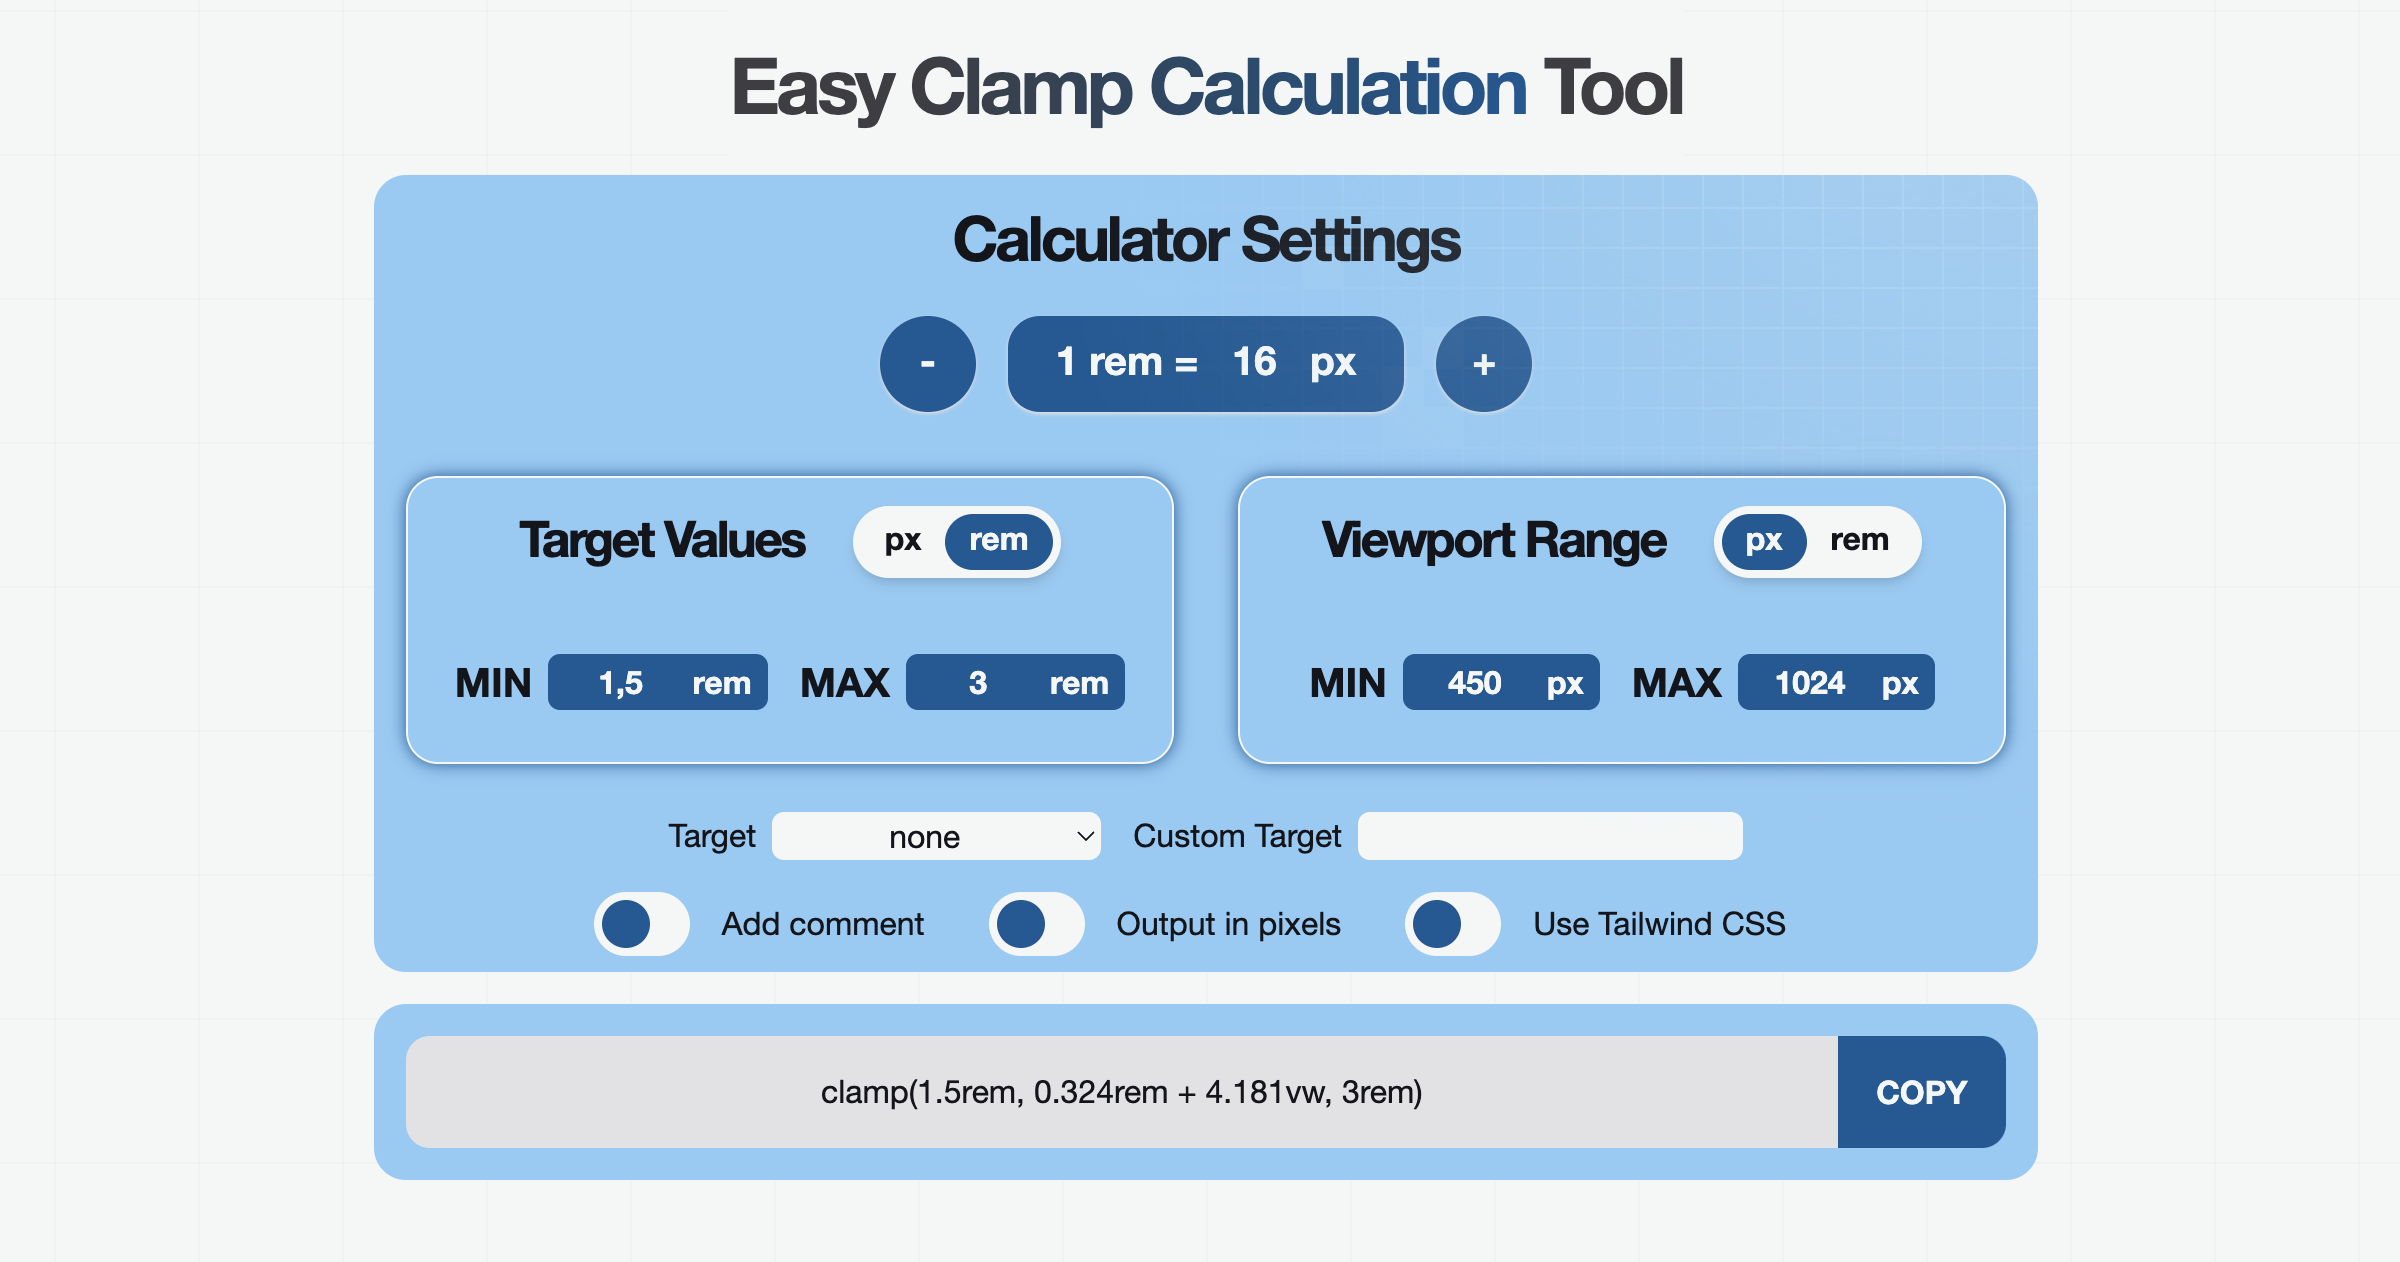 Easy Clamp Calculation Tool
Calculator Settings
- 1 rem = 16 px +
Target Values px rem
MIN 1,5 rem MAX 3 rem
Viewport Range px rem
MIN 450 px MAX 1024 px
Target none Custom Target
Add comment Output in pixels Use Tailwind CSS
clamp(1.5rem, 0.324rem + 4.181vw, 3rem) COPY